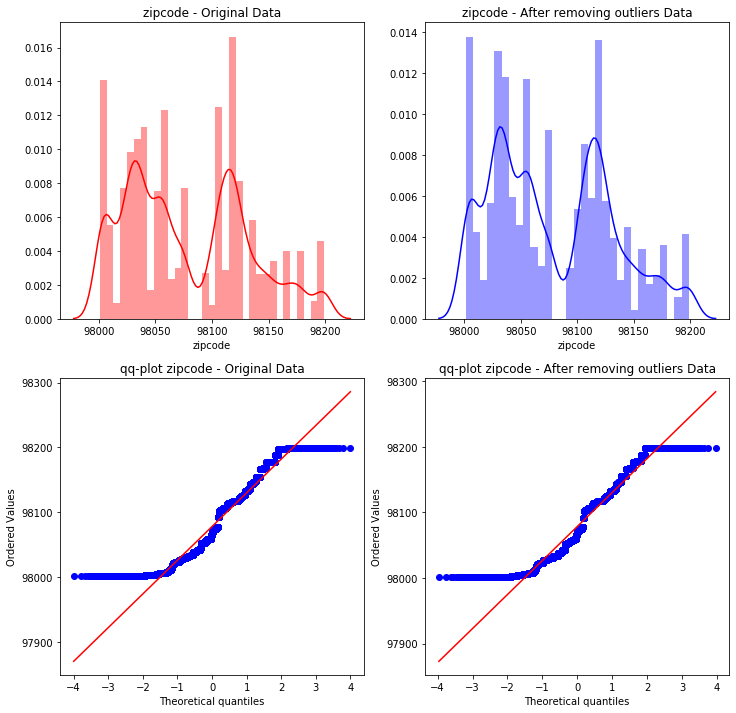 zipcode - Original Data
0.016
0.014
0.012
0.010
0.008
0.006
0.004
0.002
0.000
98000 98050 98100 98150 98200
zipcode
zipcode - After removing outliers Data
0.014
0.012
0.010
0.008
0.006
0.004
0.002
0.000
98000 98050 98100 98150 98200
zipcode
qq-plot zipcode - Original Data
98300
98200
98100
98000
97900
Ordered Values
−4 −3 −2 −1 0 1 2 3 4
Theoretical quantiles
qq-plot zipcode - After removing outliers Data
98300
98200
98100
98000
97900
Ordered Values
−4 −3 −2 −1 0 1 2 3 4
Theoretical quantiles